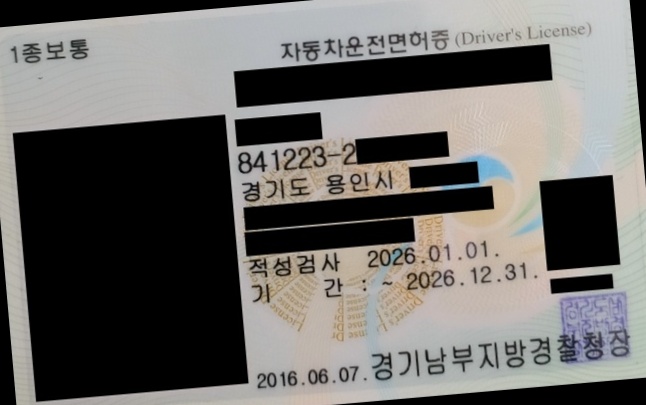 1종보통
자동차운전면허증 (Driver's License)
841223-2
경기도 용인시
적성검사 2026.01.01.
기 간 : ~ 2026.12.31.
2016.06.07. 경기남부지방경찰청장